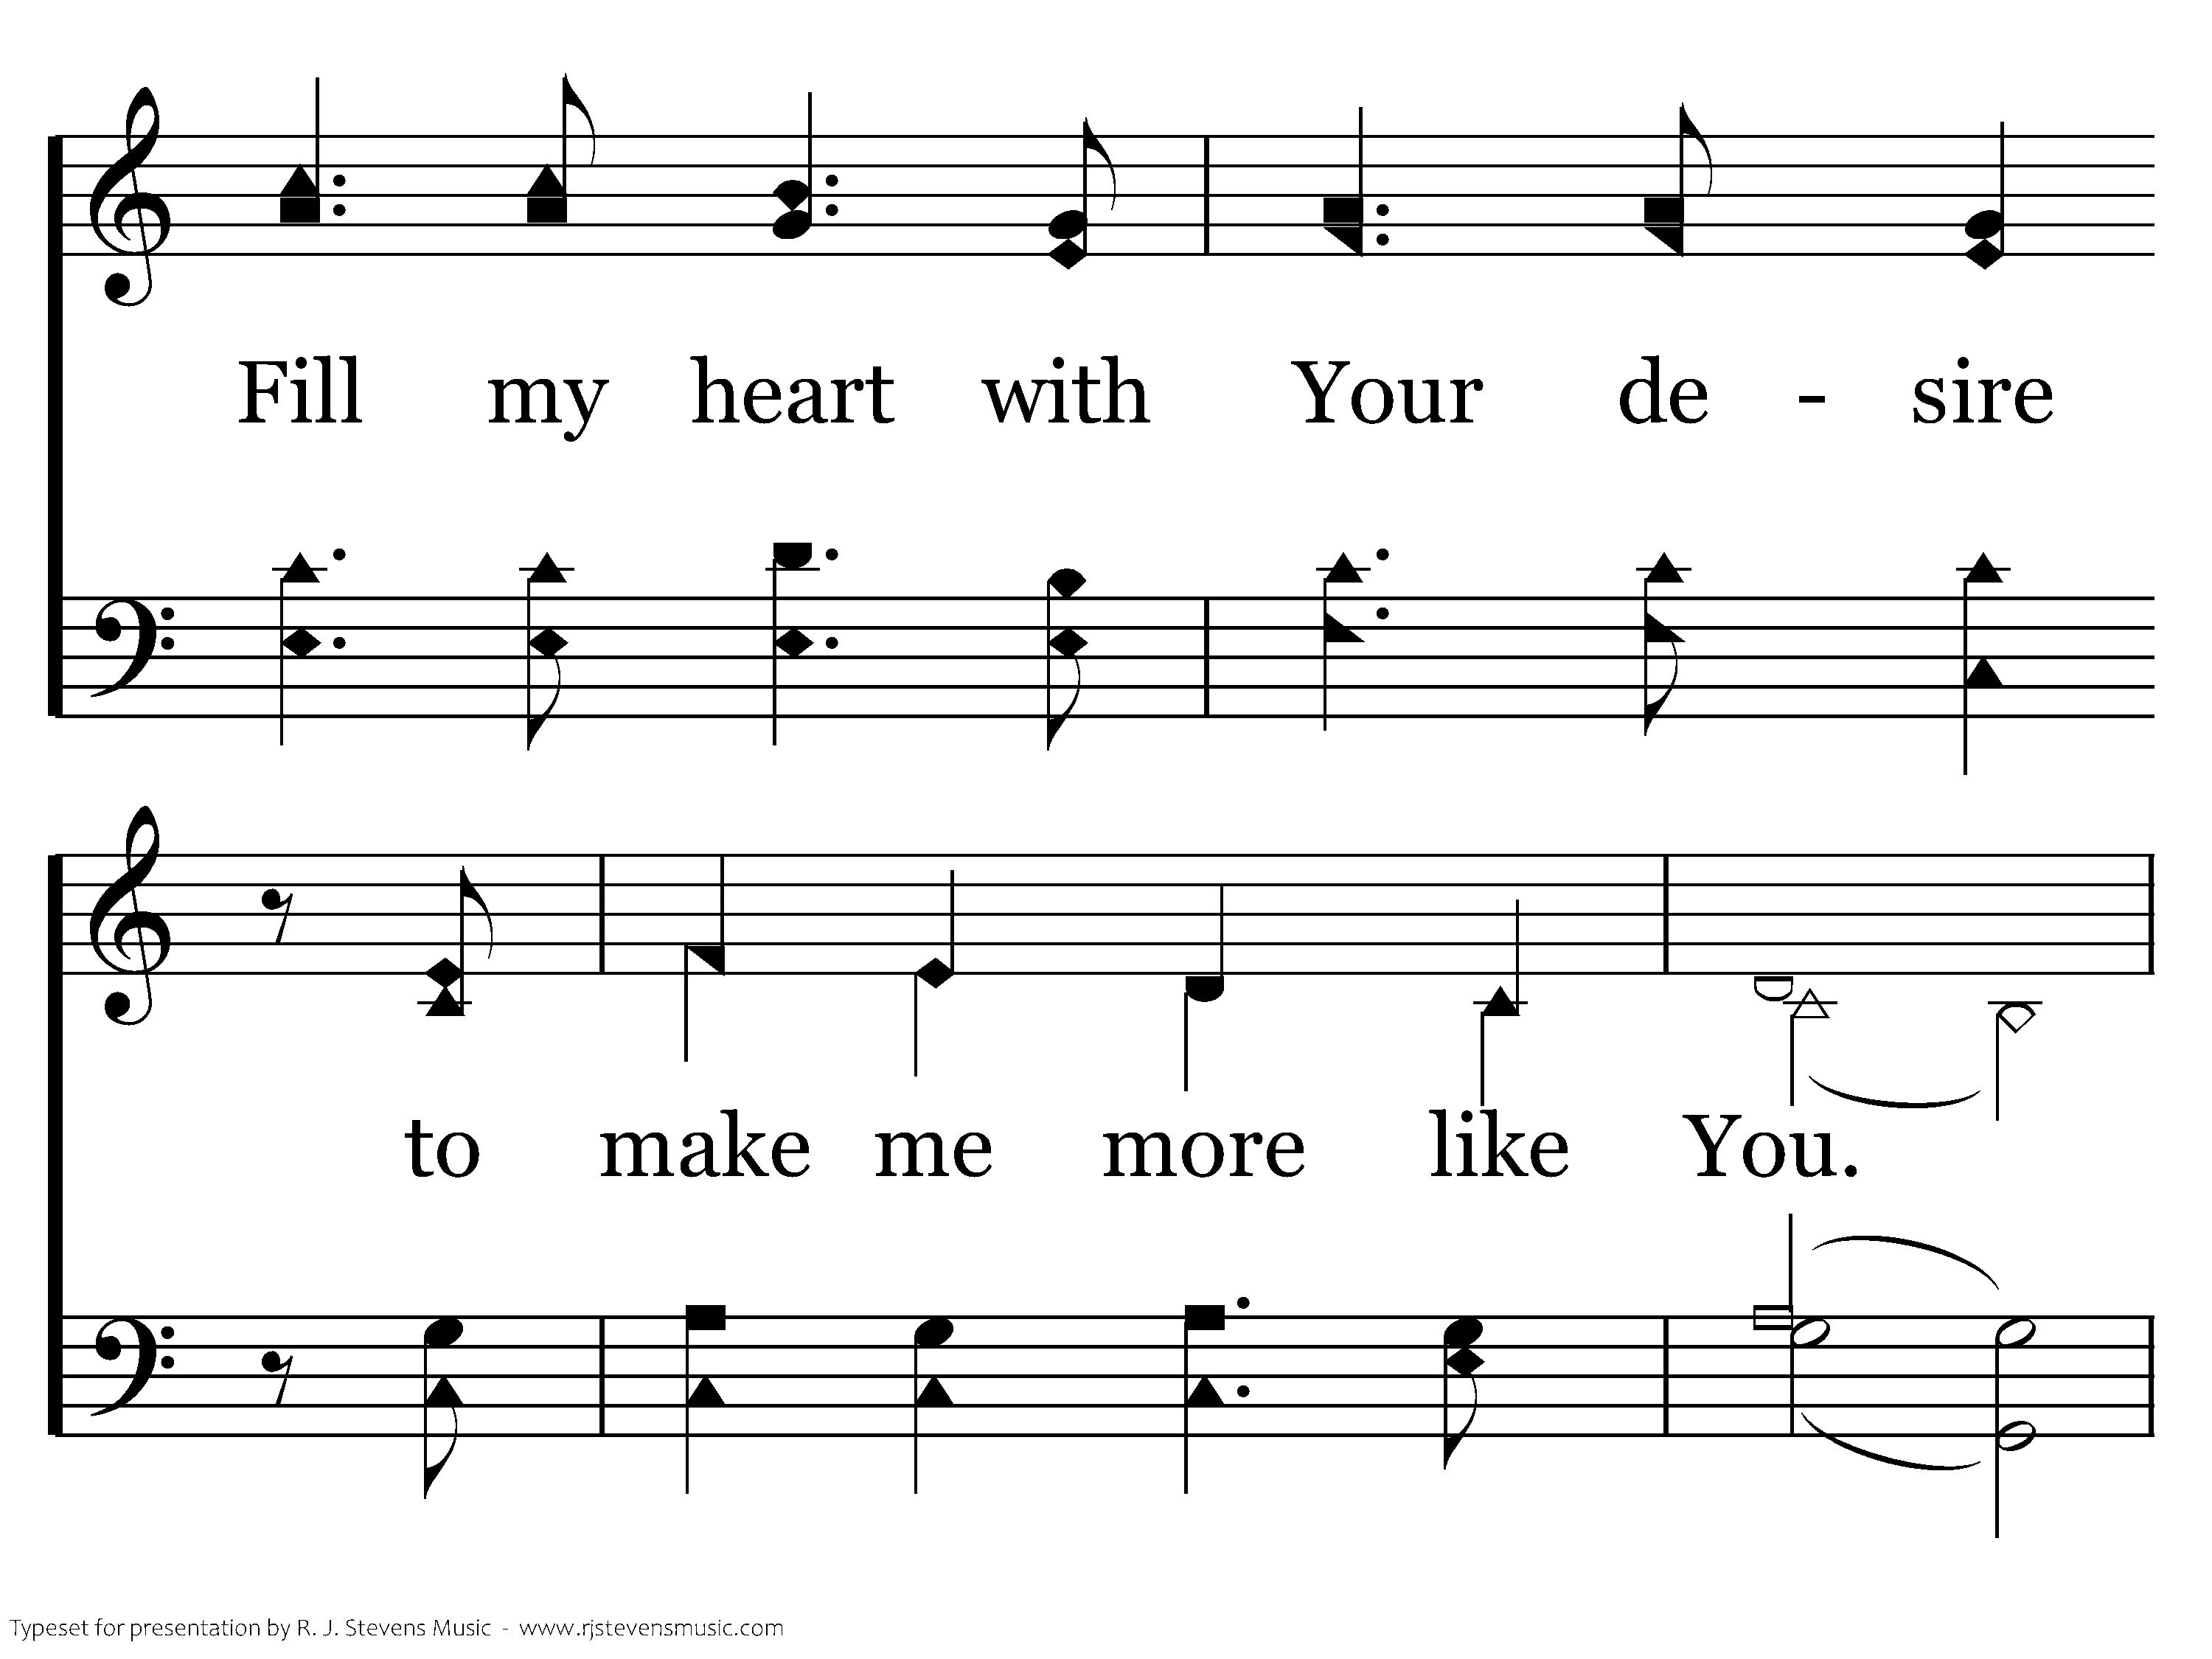 Fill my heart with Your de - sire
to make me more like You.
Typeset for presentation by R. J. Stevens Music - www.rjstevensmusic.com